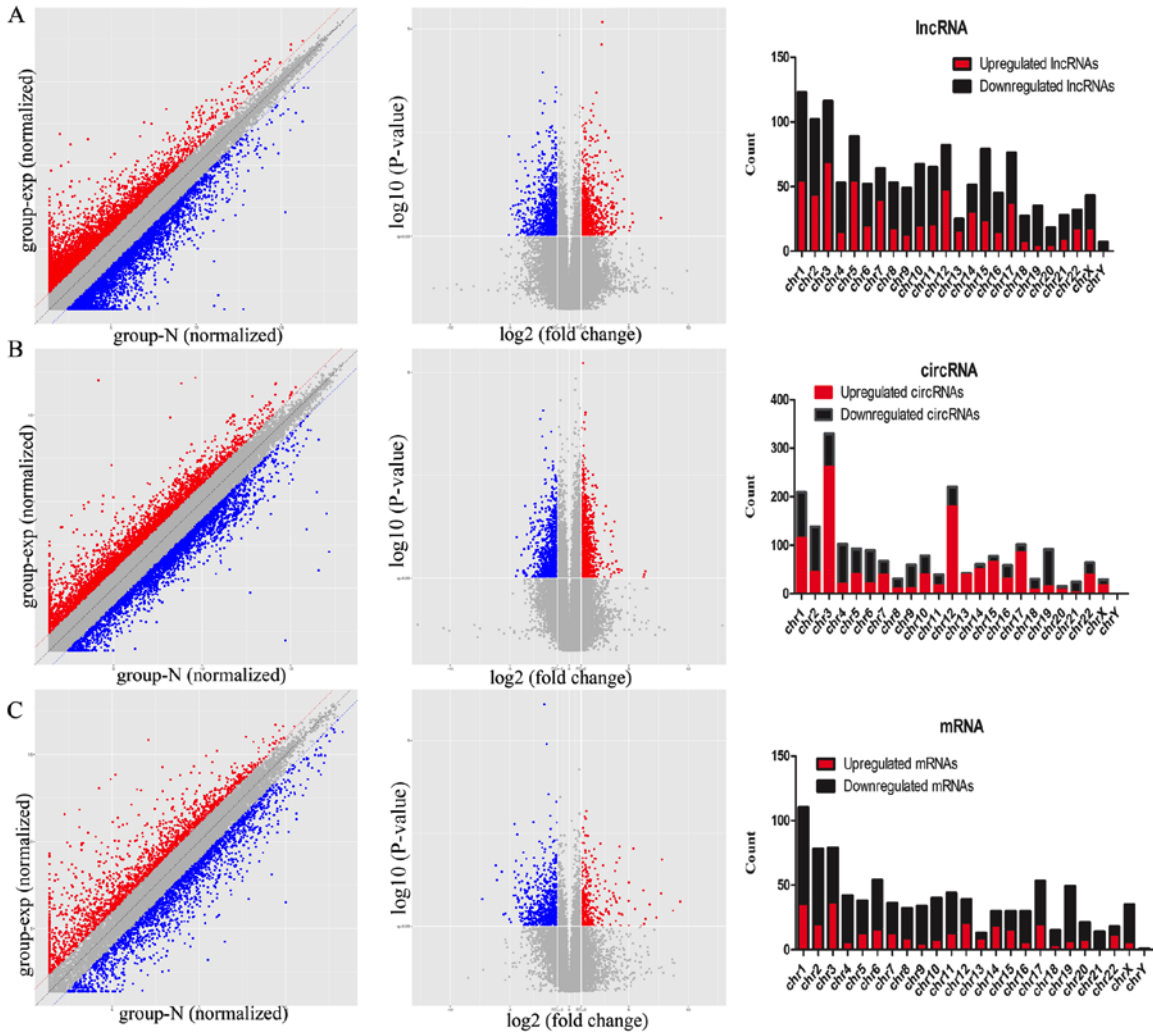 A
group-exp (normalized)
group-N (normalized)
log10 (P-value)
log2 (fold change)
lncRNA
Upregulated lncRNAs
Downregulated lncRNAs
Count
150
100
50
0
chr1 chr2 chr3 chr4 chr5 chr6 chr7 chr8 chr9 chr10 chr11 chr12 chr13 chr14 chr15 chr16 chr17 chr18 chr19 chr20 chr21 chr22 chrX chrY
B
group-exp (normalized)
group-N (normalized)
log10 (P-value)
log2 (fold change)
circRNA
Upregulated circRNAs
Downregulated circRNAs
Count
400
300
200
100
0
chr1 chr2 chr3 chr4 chr5 chr6 chr7 chr8 chr9 chr10 chr11 chr12 chr13 chr14 chr15 chr16 chr17 chr18 chr19 chr20 chr21 chr22 chrX chrY
C
group-exp (normalized)
group-N (normalized)
log10 (P-value)
log2 (fold change)
mRNA
Upregulated mRNAs
Downregulated mRNAs
Count
150
100
50
0
chr1 chr2 chr3 chr4 chr5 chr6 chr7 chr8 chr9 chr10 chr11 chr12 chr13 chr14 chr15 chr16 chr17 chr18 chr19 chr20 chr21 chr22 chrX chrY